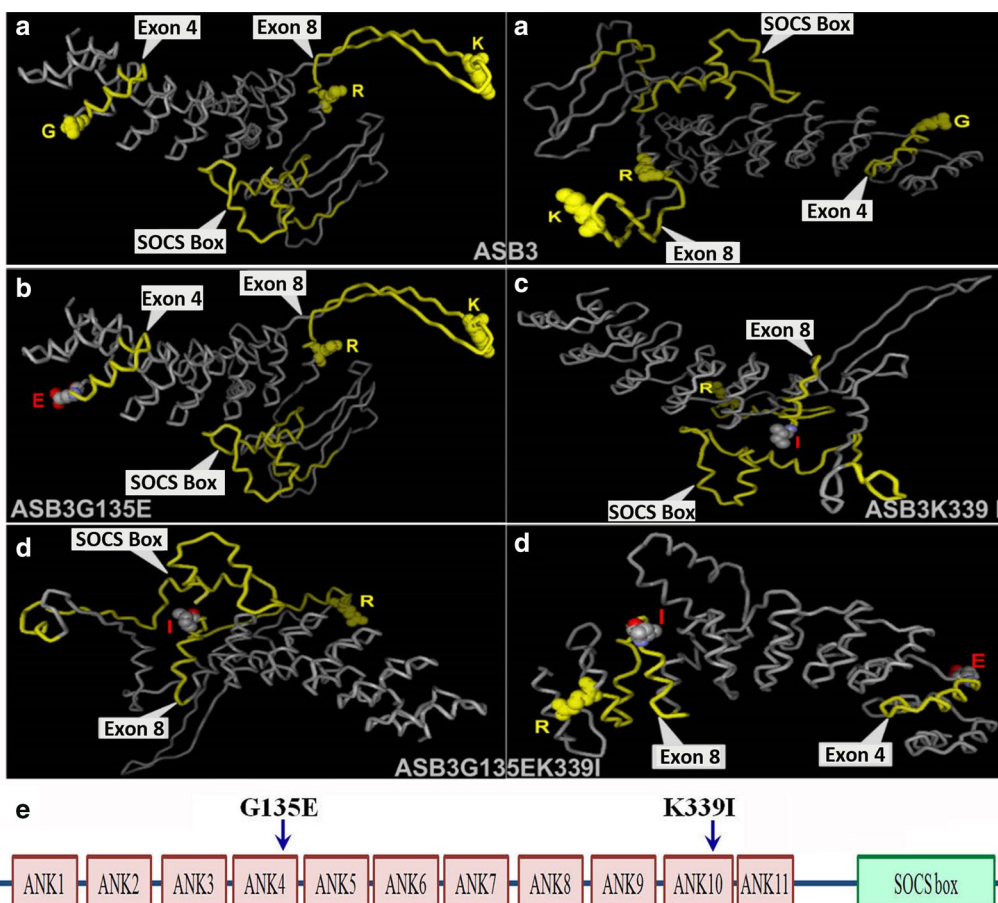 a
Exon 4
Exon 8
K
R
G
SOCS Box
a
SOCS Box
G
R
K
Exon 4
Exon 8
ASB3
b
Exon 4
Exon 8
K
R
E
SOCS Box
ASB3G135E
c
Exon 8
R
I
SOCS Box
ASB3K339 I
d
SOCS Box
R
I
Exon 8
d
I
E
R
Exon 8
Exon 4
ASB3G135EK339I
e
G135E K339I
ANK1 ANK2 ANK3 ANK4 ANK5 ANK6 ANK7 ANK8 ANK9 ANK10 ANK11 SOCS box